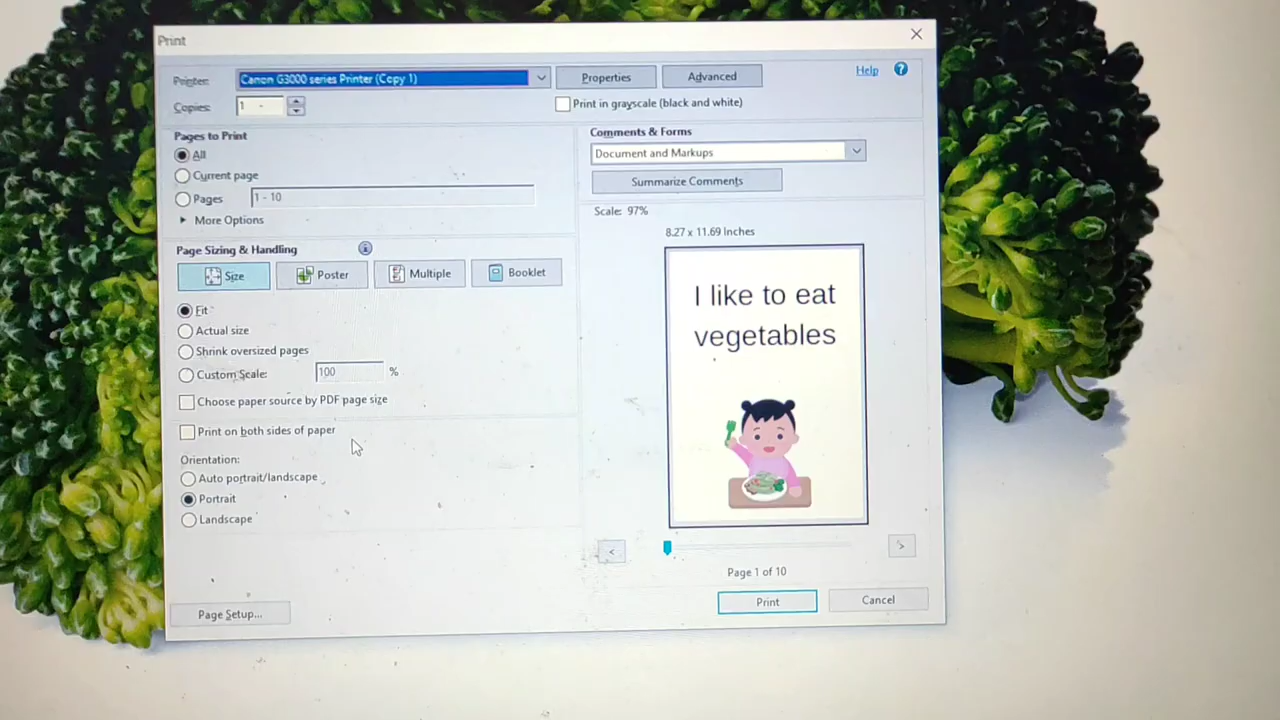 Print
Printer: Canon G3000 series Printer (Copy 1) Properties Advanced Help ?
Copies: 1 Print in grayscale (black and white)
Pages to Print
All
Current page
Pages 1 - 10
More Options
Comments & Forms
Document and Markups
Summarize Comments
Page Sizing & Handling
Size Poster Multiple Booklet
Fit
Actual size
Shrink oversized pages
Custom Scale: 100 %
Choose paper source by PDF page size
Print on both sides of paper
Orientation:
Auto portrait/landscape
Portrait
Landscape
Scale: 97%
8.27 x 11.69 Inches
I like to eat
vegetables
< >
Page 1 of 10
Page Setup... Print Cancel